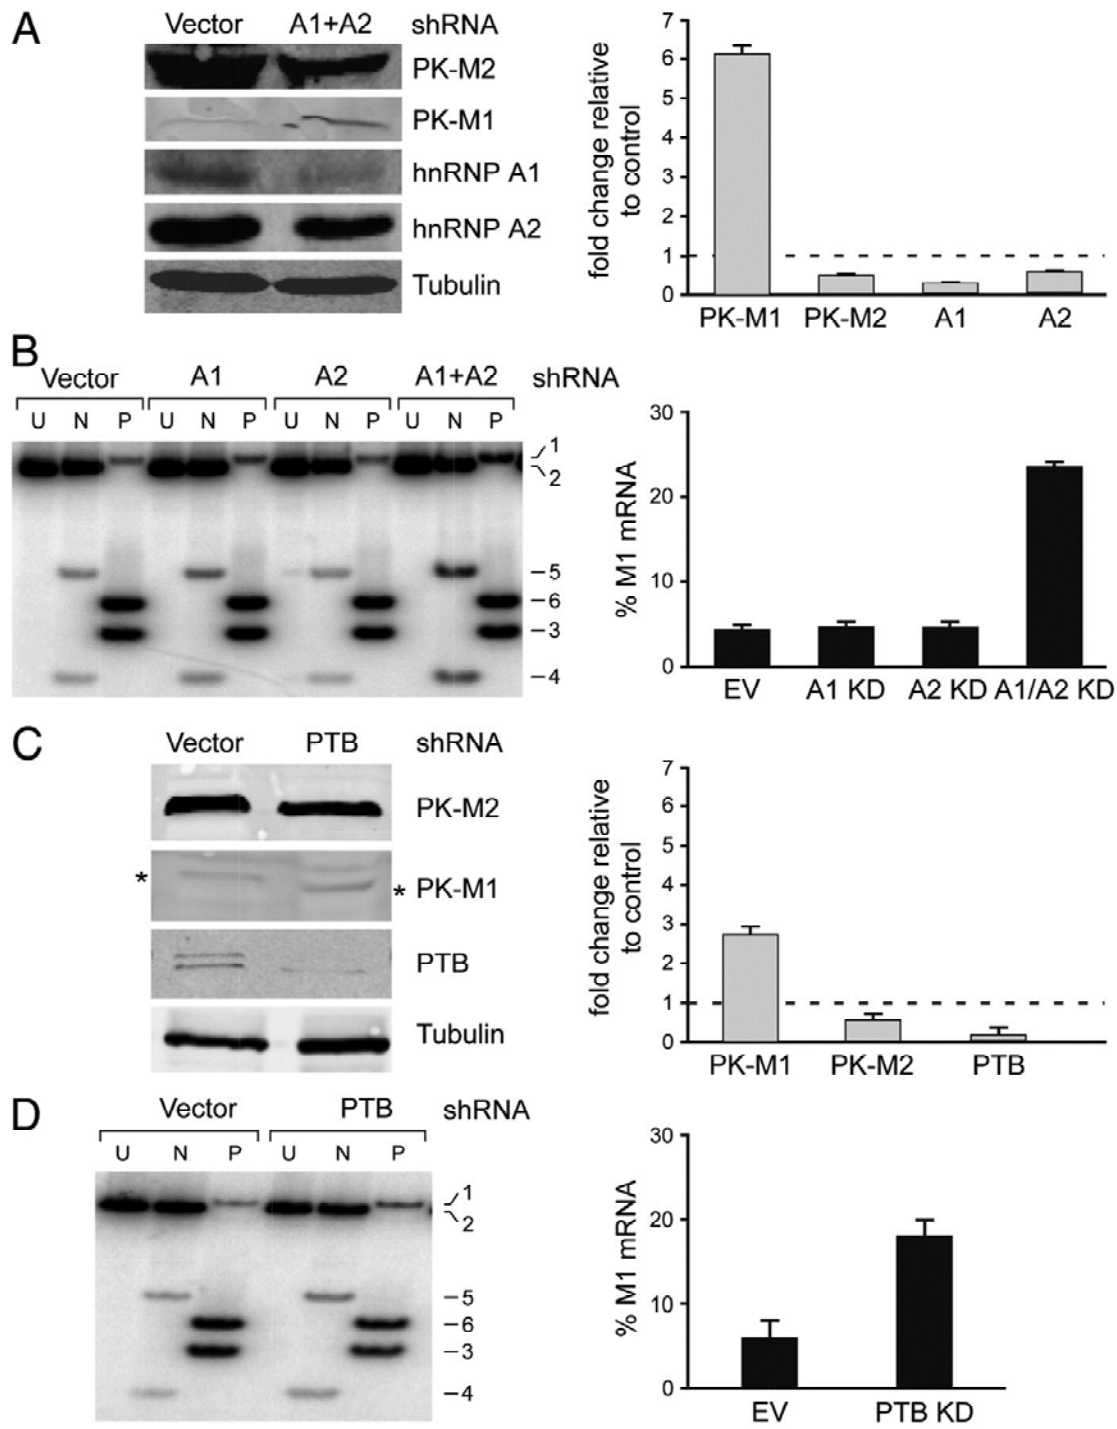 A
Vector A1+A2 shRNA
PK-M2
PK-M1
hnRNP A1
hnRNP A2
Tubulin
fold change relative
to control
7
6
5
4
3
2
1
0
PK-M1 PK-M2 A1 A2
B
Vector A1 A2 A1+A2 shRNA
U N P U N P U N P U N P
1
2
5
6
3
4
% M1 mRNA
30
20
10
0
EV A1 KD A2 KD A1/A2 KD
C
Vector PTB shRNA
PK-M2
* * PK-M1
PTB
Tubulin
fold change relative
to control
7
6
5
4
3
2
1
0
PK-M1 PK-M2 PTB
D
Vector PTB shRNA
U N P U N P
1
2
5
6
3
4
% M1 mRNA
30
20
10
0
EV PTB KD